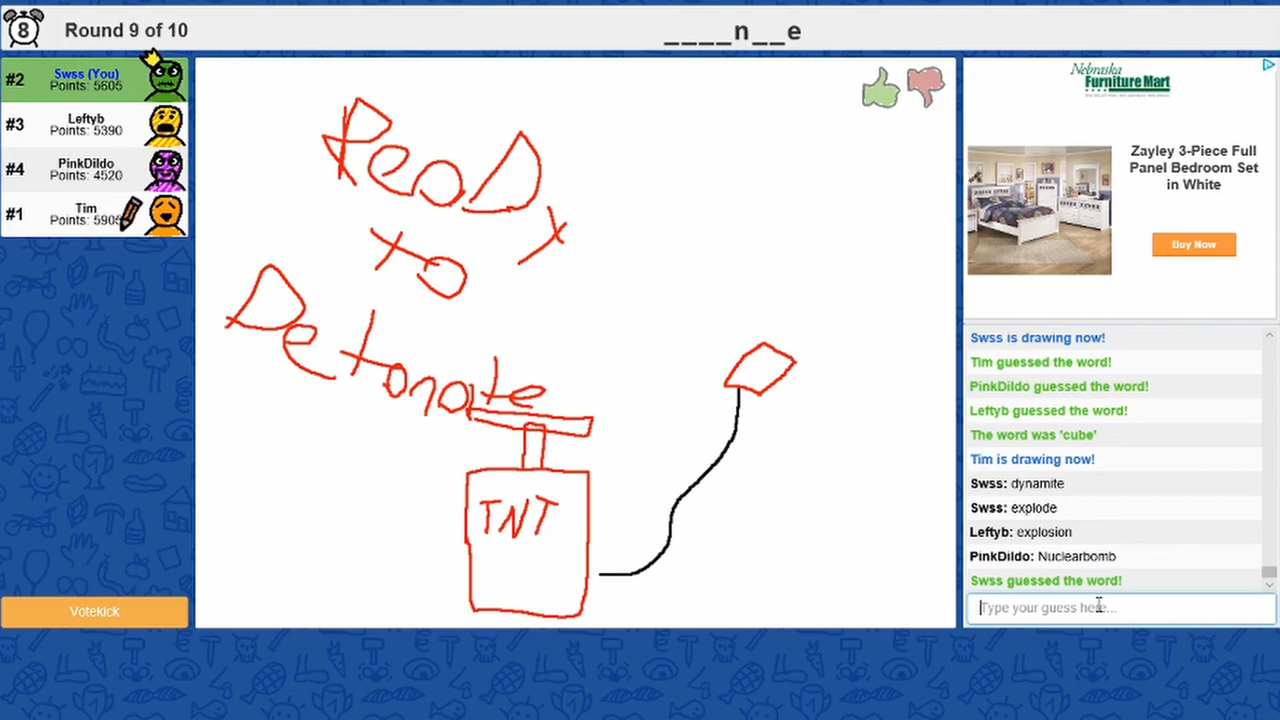 8
Round 9 of 10
____n__e
#2
Swss (You)
Points: 5605
#3
Leftyb
Points: 5390
#4
PinkDildo
Points: 4520
#1
Tim
Points: 5905
Votekick
ReaDy
to
Detonate
TNT
Nebraska
Furniture Mart
Zayley 3-Piece Full
Panel Bedroom Set
in White
Buy Now
Swss is drawing now!
Tim guessed the word!
PinkDildo guessed the word!
Leftyb guessed the word!
The word was 'cube'
Tim is drawing now!
Swss: dynamite
Swss: explode
Leftyb: explosion
PinkDildo: Nuclearbomb
Swss guessed the word!
Type your guess here...